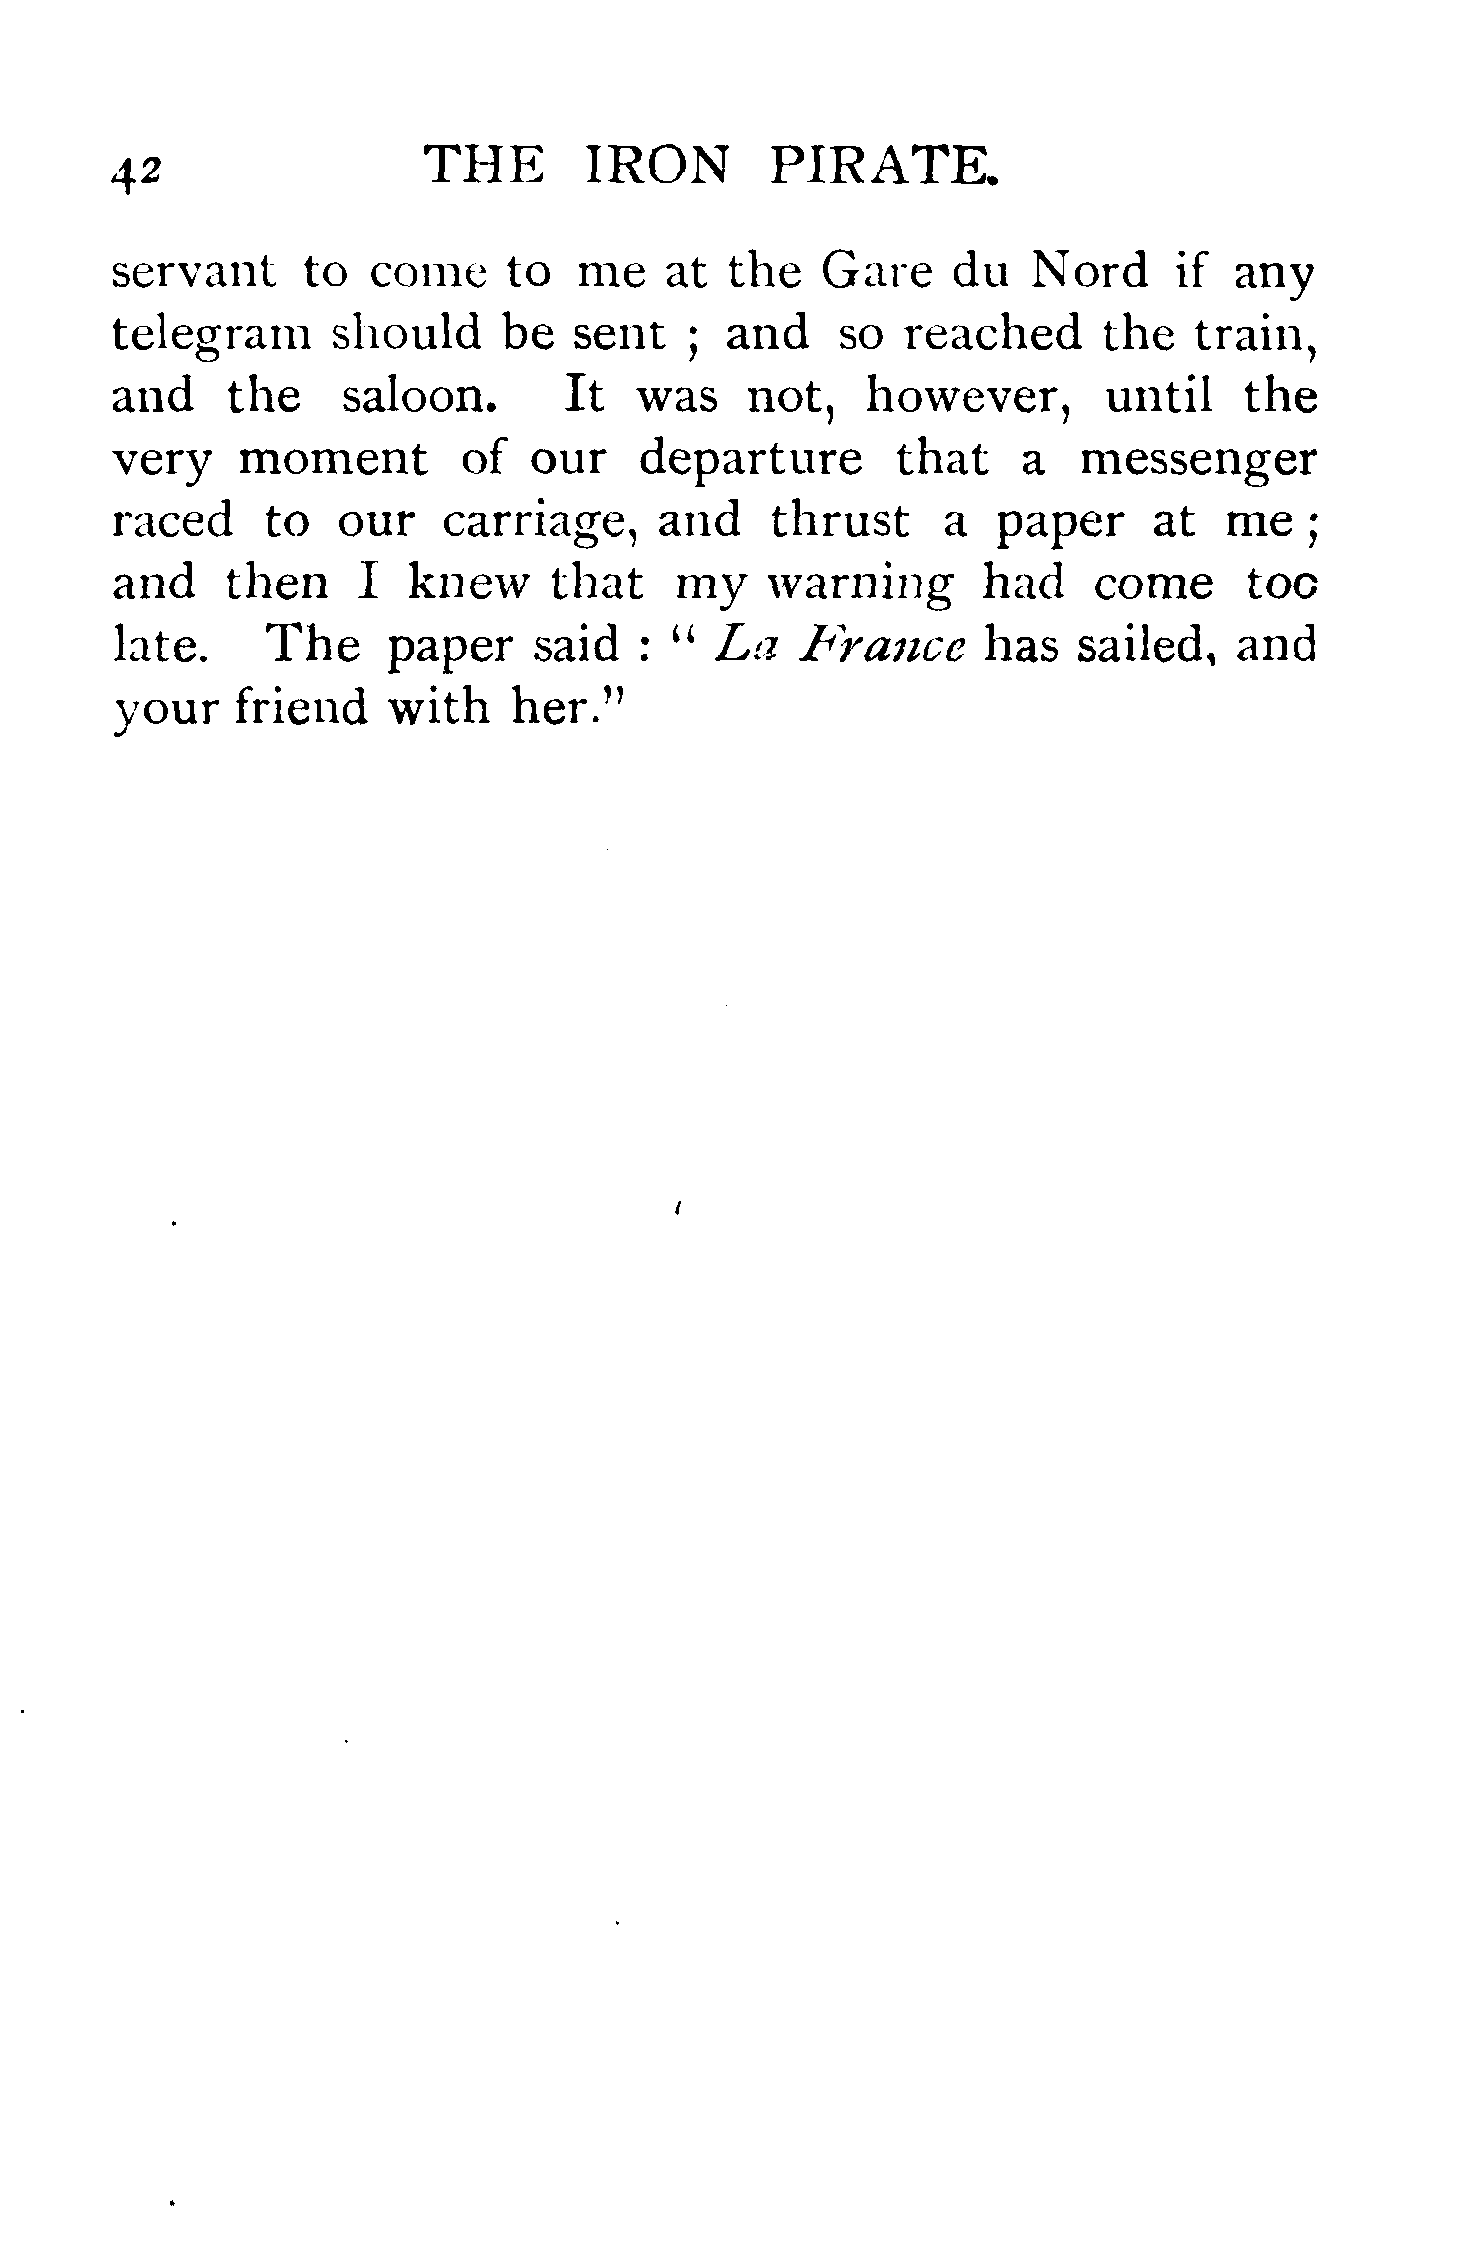 42 THE IRON PIRATE.
servant to come to me at the Gare du Nord if any
telegram should be sent ; and so reached the train,
and the saloon. It was not, however, until the
very moment of our departure that a messenger
raced to our carriage, and thrust a paper at me ;
and then I knew that my warning had come too
late. The paper said : “ La France has sailed, and
your friend with her.”